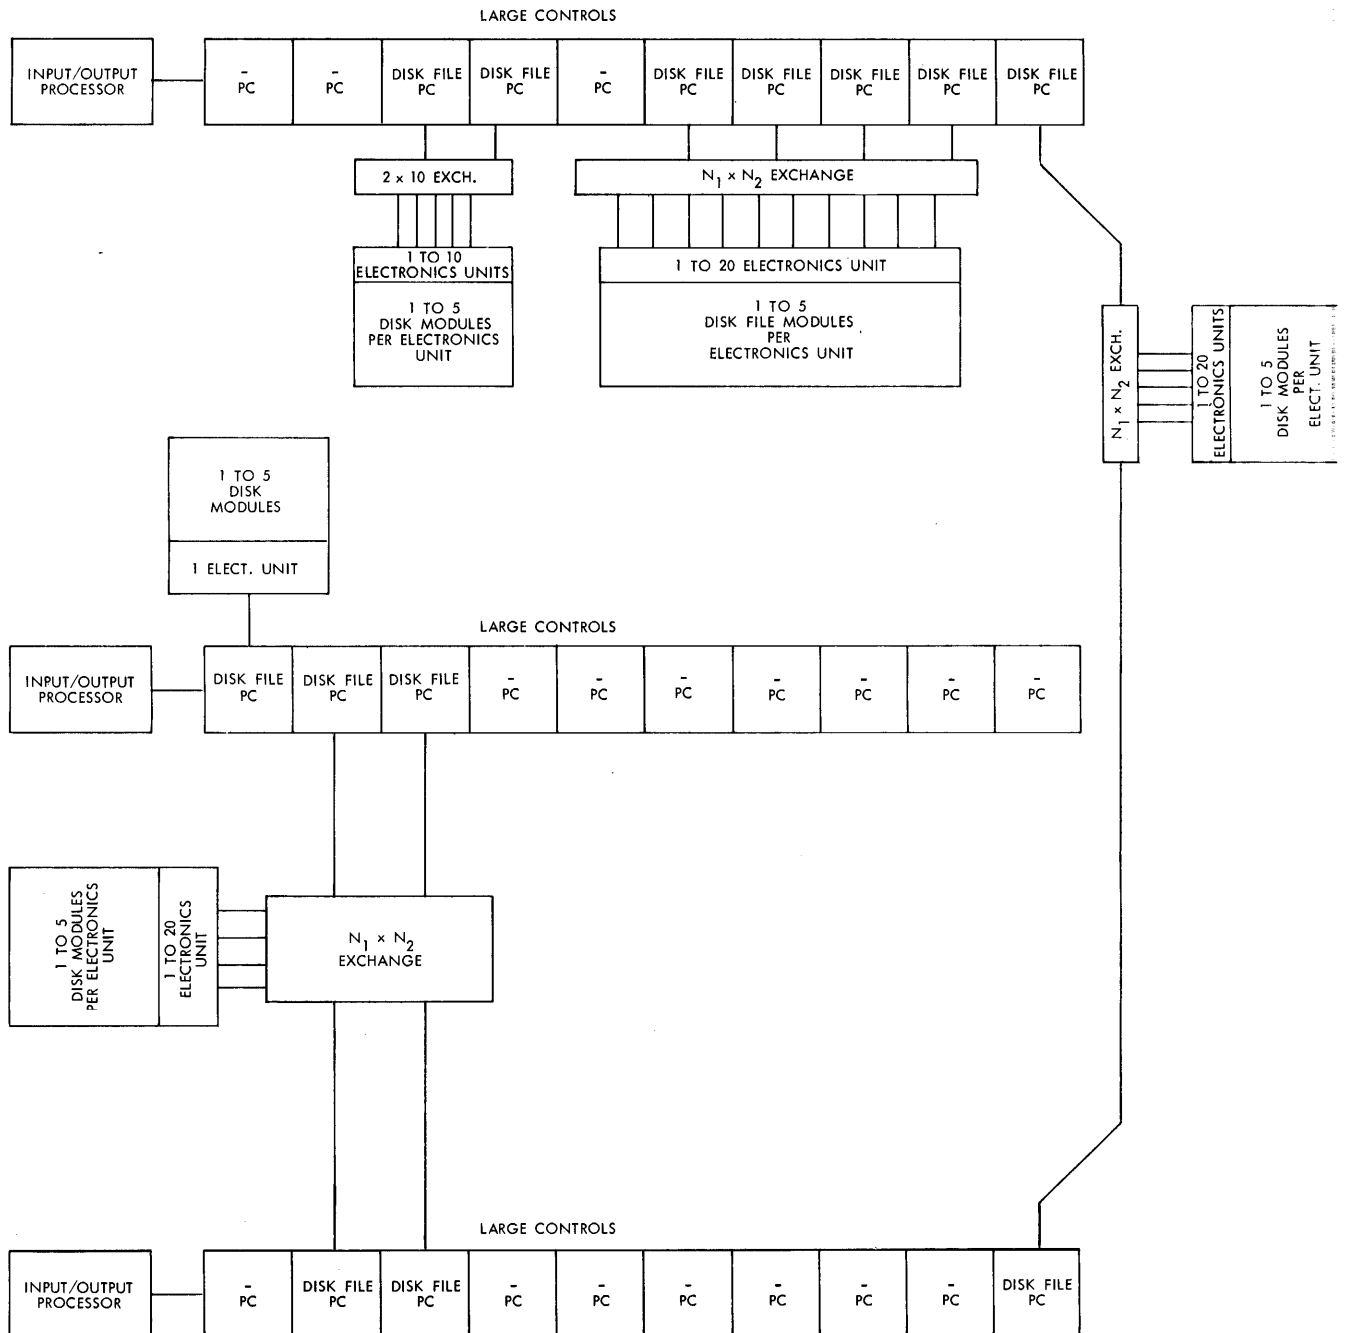 LARGE CONTROLS
INPUT/OUTPUT
PROCESSOR
-
PC
-
PC
DISK FILE
PC
DISK FILE
PC
-
PC
DISK FILE
PC
DISK FILE
PC
DISK FILE
PC
DISK FILE
PC
DISK FILE
PC
2 x 10 EXCH.
N1 x N2 EXCHANGE
1 TO 10
ELECTRONICS UNITS
1 TO 5
DISK MODULES
PER ELECTRONICS
UNIT
1 TO 20 ELECTRONICS UNIT
1 TO 5
DISK FILE MODULES
PER
ELECTRONICS UNIT
N1 x N2 EXCH.
1 TO 20
ELECTRONICS UNITS
1 TO 5
DISK MODULES
PER
ELECT. UNIT
1 TO 5
DISK
MODULES
1 ELECT. UNIT
LARGE CONTROLS
INPUT/OUTPUT
PROCESSOR
DISK FILE
PC
DISK FILE
PC
DISK FILE
PC
-
PC
-
PC
-
PC
-
PC
-
PC
-
PC
-
PC
1 TO 5
DISK MODULES
PER ELECTRONICS
UNIT
1 TO 20
ELECTRONICS
UNIT
N1 x N2
EXCHANGE
LARGE CONTROLS
INPUT/OUTPUT
PROCESSOR
-
PC
DISK FILE
PC
DISK FILE
PC
-
PC
-
PC
-
PC
-
PC
-
PC
-
PC
DISK FILE
PC